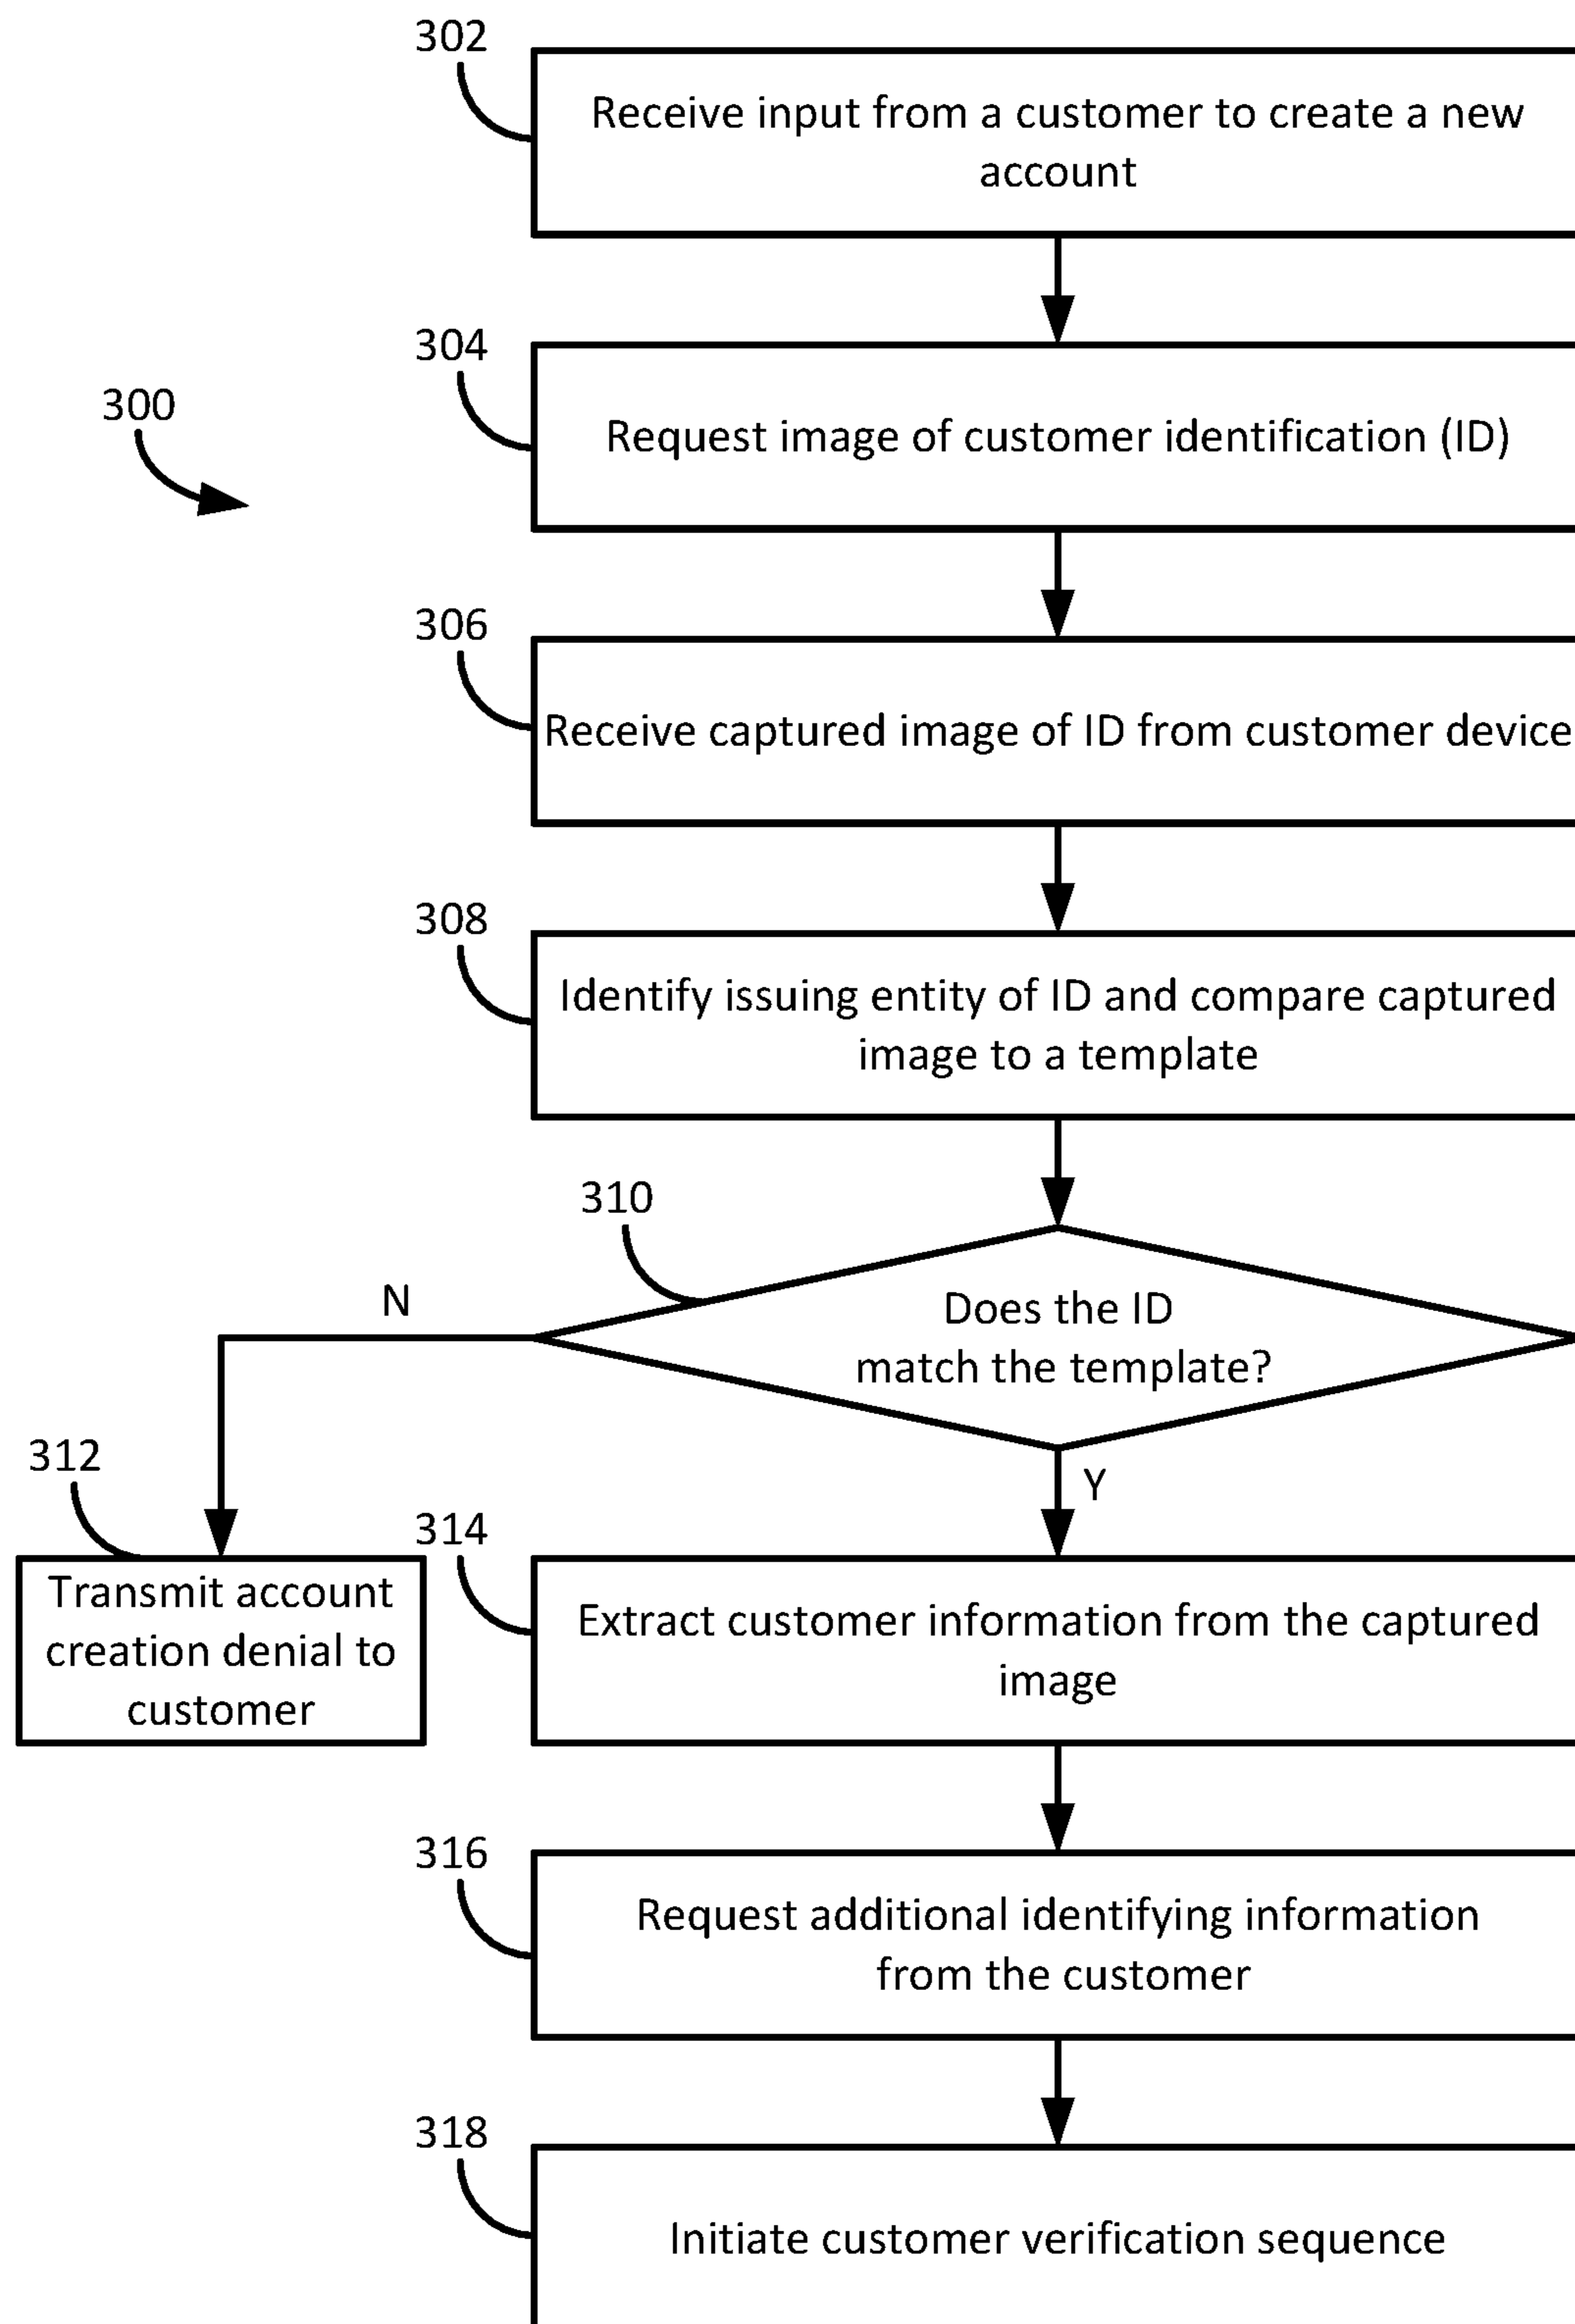 302
Receive input from a customer to create a new
account
304
300
Request image of customer identification (ID)
306
Receive captured image of ID from customer device
308
Identify issuing entity of ID and compare captured
image to a template
310
N
Does the ID
match the template?
312
Y
314
Transmit account
creation denial to
customer
Extract customer information from the captured
image
316
Request additional identifying information
from the customer
318
Initiate customer verification sequence